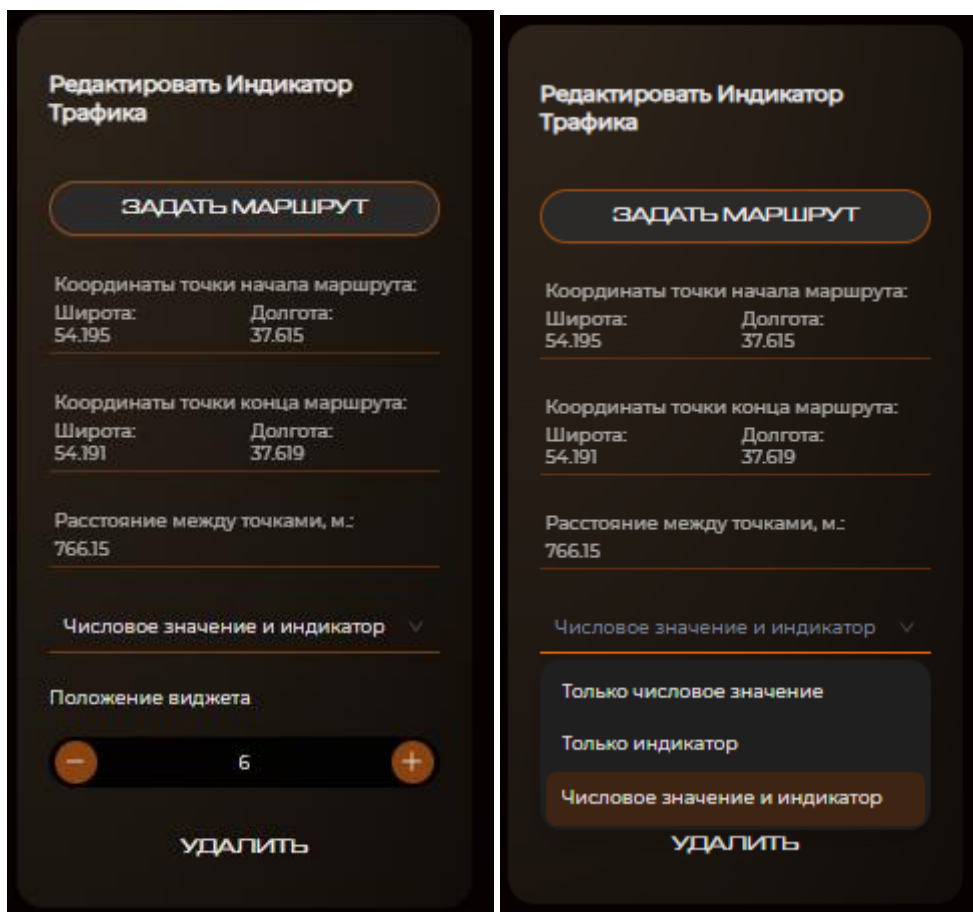 Редактировать Индикатор
Трафика
ЗАДАТЬ МАРШРУТ
Координаты точки начала маршрута:
Широта: Долгота:
54.195 37.615
Координаты точки конца маршрута:
Широта: Долгота:
54.191 37.619
Расстояние между точками, м.:
766.15
Числовое значение и индикатор
Положение виджета
6
УДАЛИТЬ
Редактировать Индикатор
Трафика
ЗАДАТЬ МАРШРУТ
Координаты точки начала маршрута:
Широта: Долгота:
54.195 37.615
Координаты точки конца маршрута:
Широта: Долгота:
54.191 37.619
Расстояние между точками, м.:
766.15
Числовое значение и индикатор
Только числовое значение
Только индикатор
Числовое значение и индикатор
УДАЛИТЬ